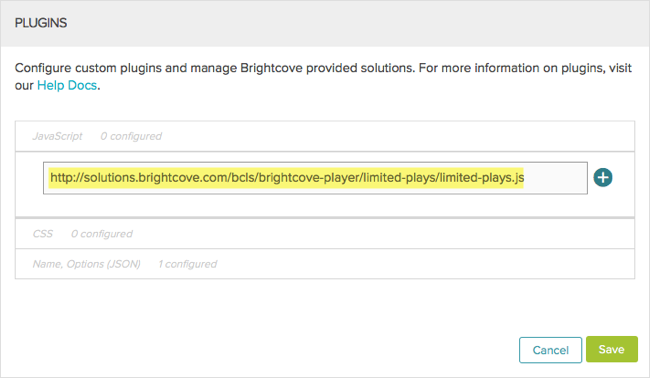 PLUGINS
Configure custom plugins and manage Brightcove provided solutions. For more information on plugins, visit
our Help Docs.
JavaScript 0 configured
http://solutions.brightcove.com/bcls/brightcove-player/limited-plays/limited-plays.js
CSS 0 configured
Name, Options (JSON) 1 configured
Cancel Save